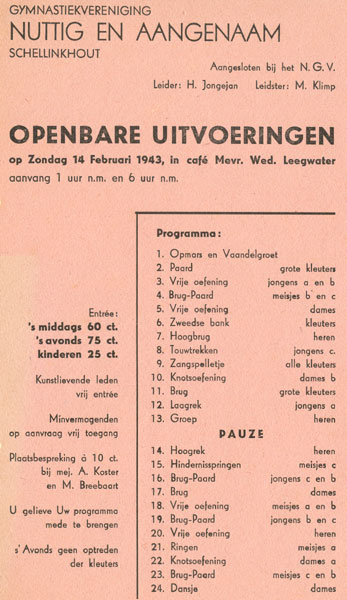 GYMNASTIEKVERENIGING
NUTTIG EN AANGENAAM
SCHELLINKHOUT
Aangesloten bij het N.G.V.
Leider: H. Jongejan Leidster: M. Klimp
OPENBARE UITVOERINGEN
op Zondag 14 Februari 1943, in café Mevr. Wed. Leegwater
aanvang 1 uur n.m. en 6 uur n.m.
Entrée:
's middags 60 ct.
's avonds 75 ct.
kinderen 25 ct.
Kunstlievende leden
vrij entrée
Minvermogenden
op aanvraag vrij toegang
Plaatsbespreking á 10 ct.
bij mej. A. Koster
en M. Breebaart
U gelieve Uw programma
mede te brengen
s' Avonds geen optreden
der kleuters
Programma:
1. Opmars en Vaandelgroet
2. Paard grote kleuters
3. Vrije oefening jongens a en b
4. Brug-Paard meisjes b en c
5. Vrije oefening dames
6. Zweedse bank kleuters
7. Hoogbrug heren
8. Touwtrekken jongens c.
9. Zangspelletje alle kleuters
10. Knotsoefening dames b
11. Brug grote kleuters
12. Laagrek jongens a
13. Groep heren
PAUZE
14. Hoogrek heren
15. Hindernisspringen meisjes c
16. Brug-Paard jongens c en b
17. Brug dames
18. Vrije oefening meisjes a en b
19. Brug-Paard jongens b en c
20. Vrije oefening heren
21. Ringen meisjes a
22. Knotsoefening dames a
23. Brug-Paard meisjes c en b
24. Dansje dames